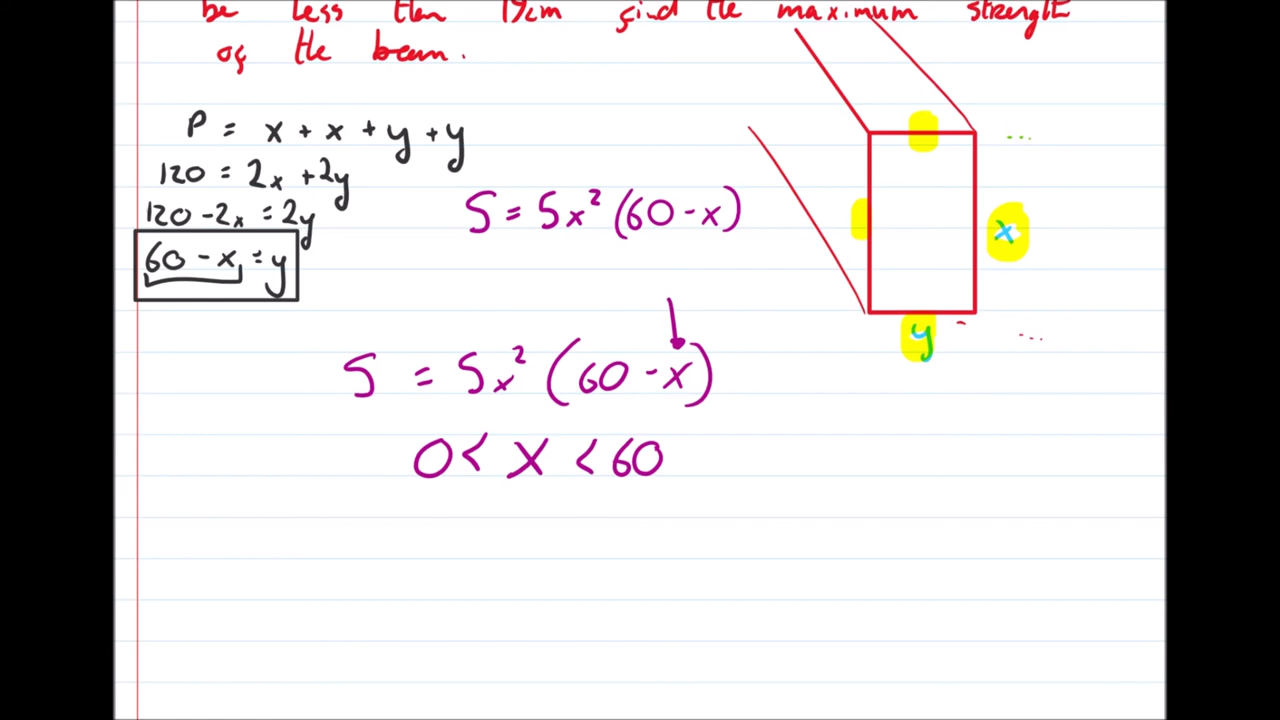 be less then 19cm find the maximum strength
of the beam.
P = x + x + y + y
120 = 2x + 2y
120 - 2x = 2y
60 - x = y
S = 5x² (60 - x)
x
y
S = 5x² (60 - x)
0 < x < 60